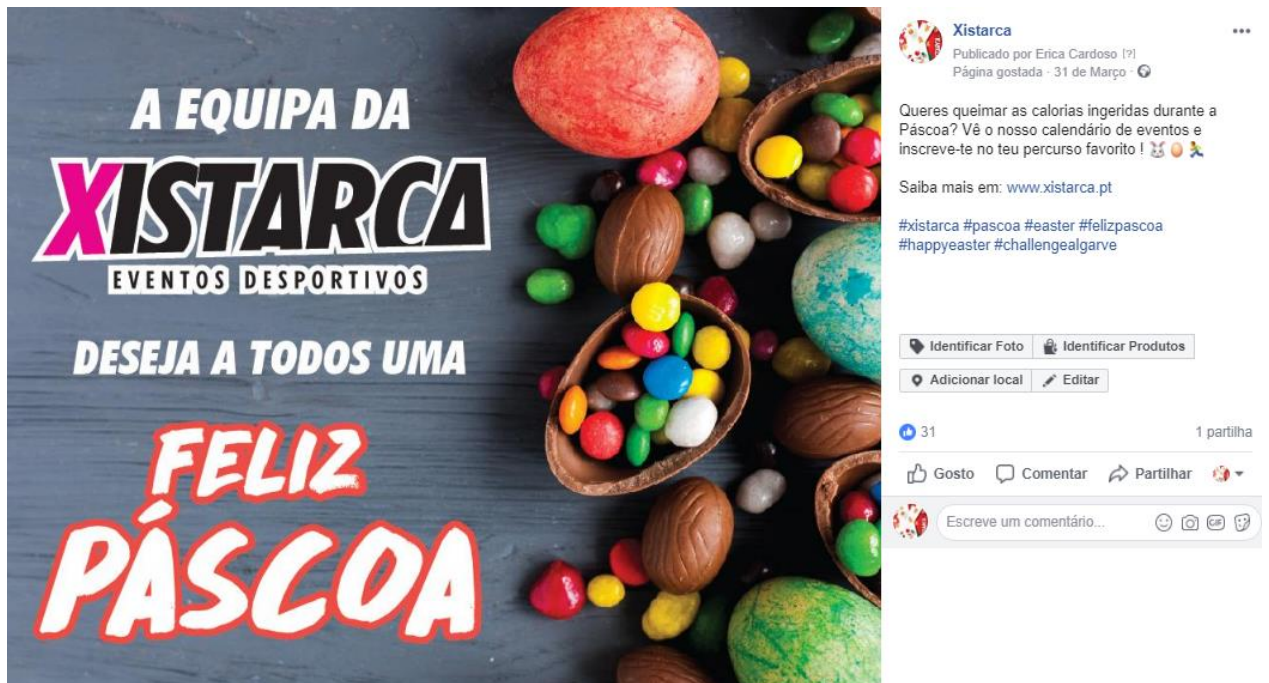 A EQUIPA DA
XISTARCA
EVENTOS DESPORTIVOS
DESEJA A TODOS UMA
FELIZ
PÁSCOA
Xistarca
Publicado por Erica Cardoso [?]
Página gostada · 31 de Março ·
Queres queimar as calorias ingeridas durante a
Páscoa? Vê o nosso calendário de eventos e
inscreve-te no teu percurso favorito ! 🐰🥚🏃
Saiba mais em: www.xistarca.pt
#xistarca #pascoa #easter #felizpascoa
#happyeaster #challengealgarve
Identificar Foto Identificar Produtos
Adicionar local Editar
31 1 partilha
Gosto Comentar Partilhar
Escreve um comentário... GIF